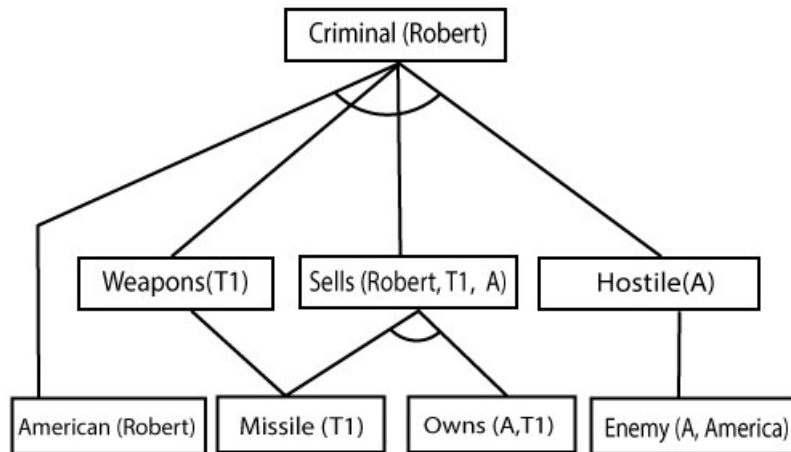 Criminal (Robert)
Weapons(T1)
Sells (Robert, T1, A)
Hostile(A)
American (Robert)
Missile (T1)
Owns (A,T1)
Enemy (A, America)